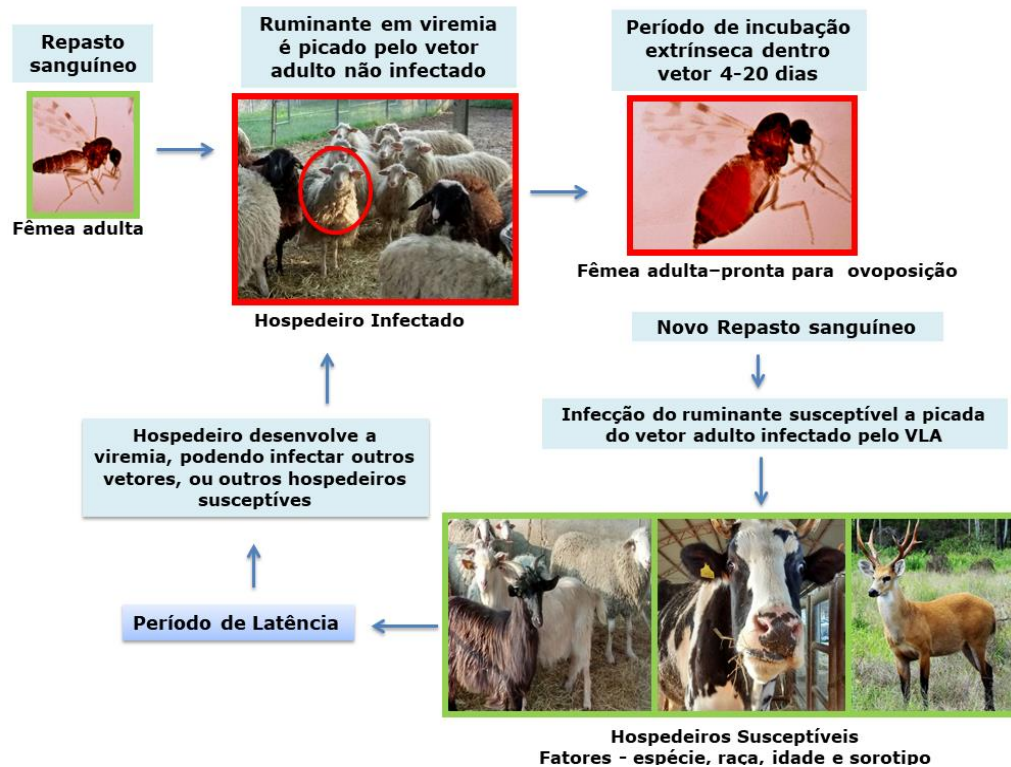 Repasto
sanguíneo
Fêmea adulta
Ruminante em viremia
é picado pelo vetor
adulto não infectado
Hospedeiro Infectado
Período de incubação
extrínseca dentro
vetor 4-20 dias
Fêmea adulta–pronta para ovoposição
Novo Repasto sanguíneo
Infecção do ruminante susceptível a picada
do vetor adulto infectado pelo VLA
Hospedeiros Susceptíveis
Fatores - espécie, raça, idade e sorotipo
Período de Latência
Hospedeiro desenvolve a
viremia, podendo infectar outros
vetores, ou outros hospedeiros
susceptíves